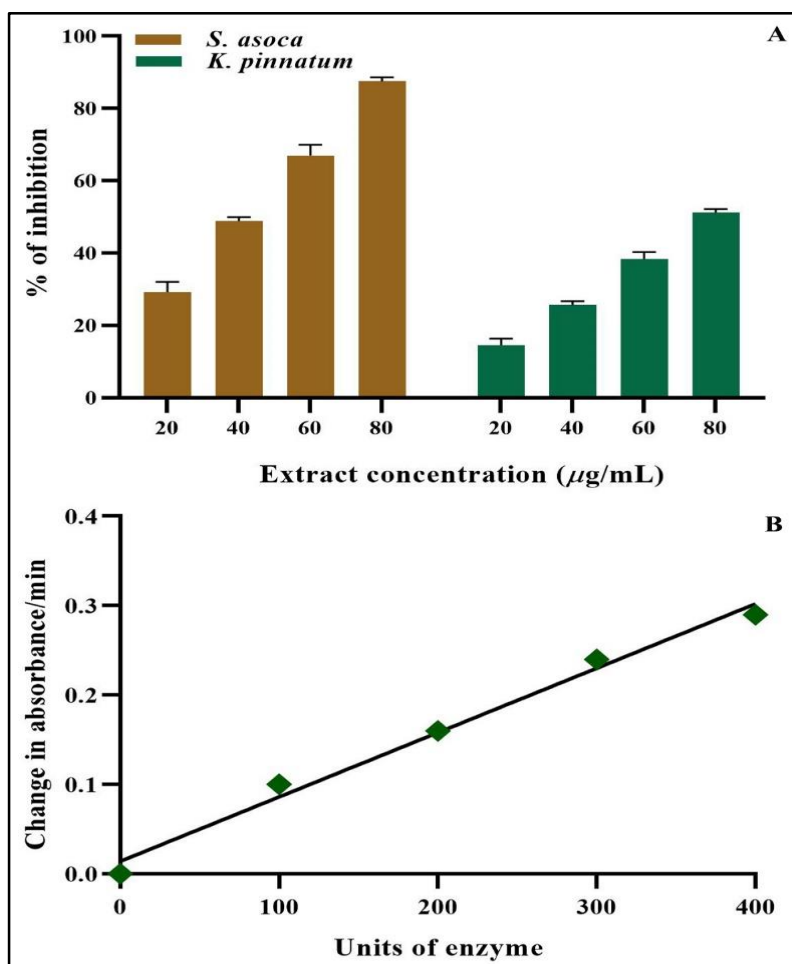 A
S. asoca
K. pinnatum
% of inhibition
100
80
60
40
20
0
20 40 60 80 20 40 60 80
Extract concentration (μg/mL)
B
Change in absorbance/min
0.4
0.3
0.2
0.1
0.0
0 100 200 300 400
Units of enzyme